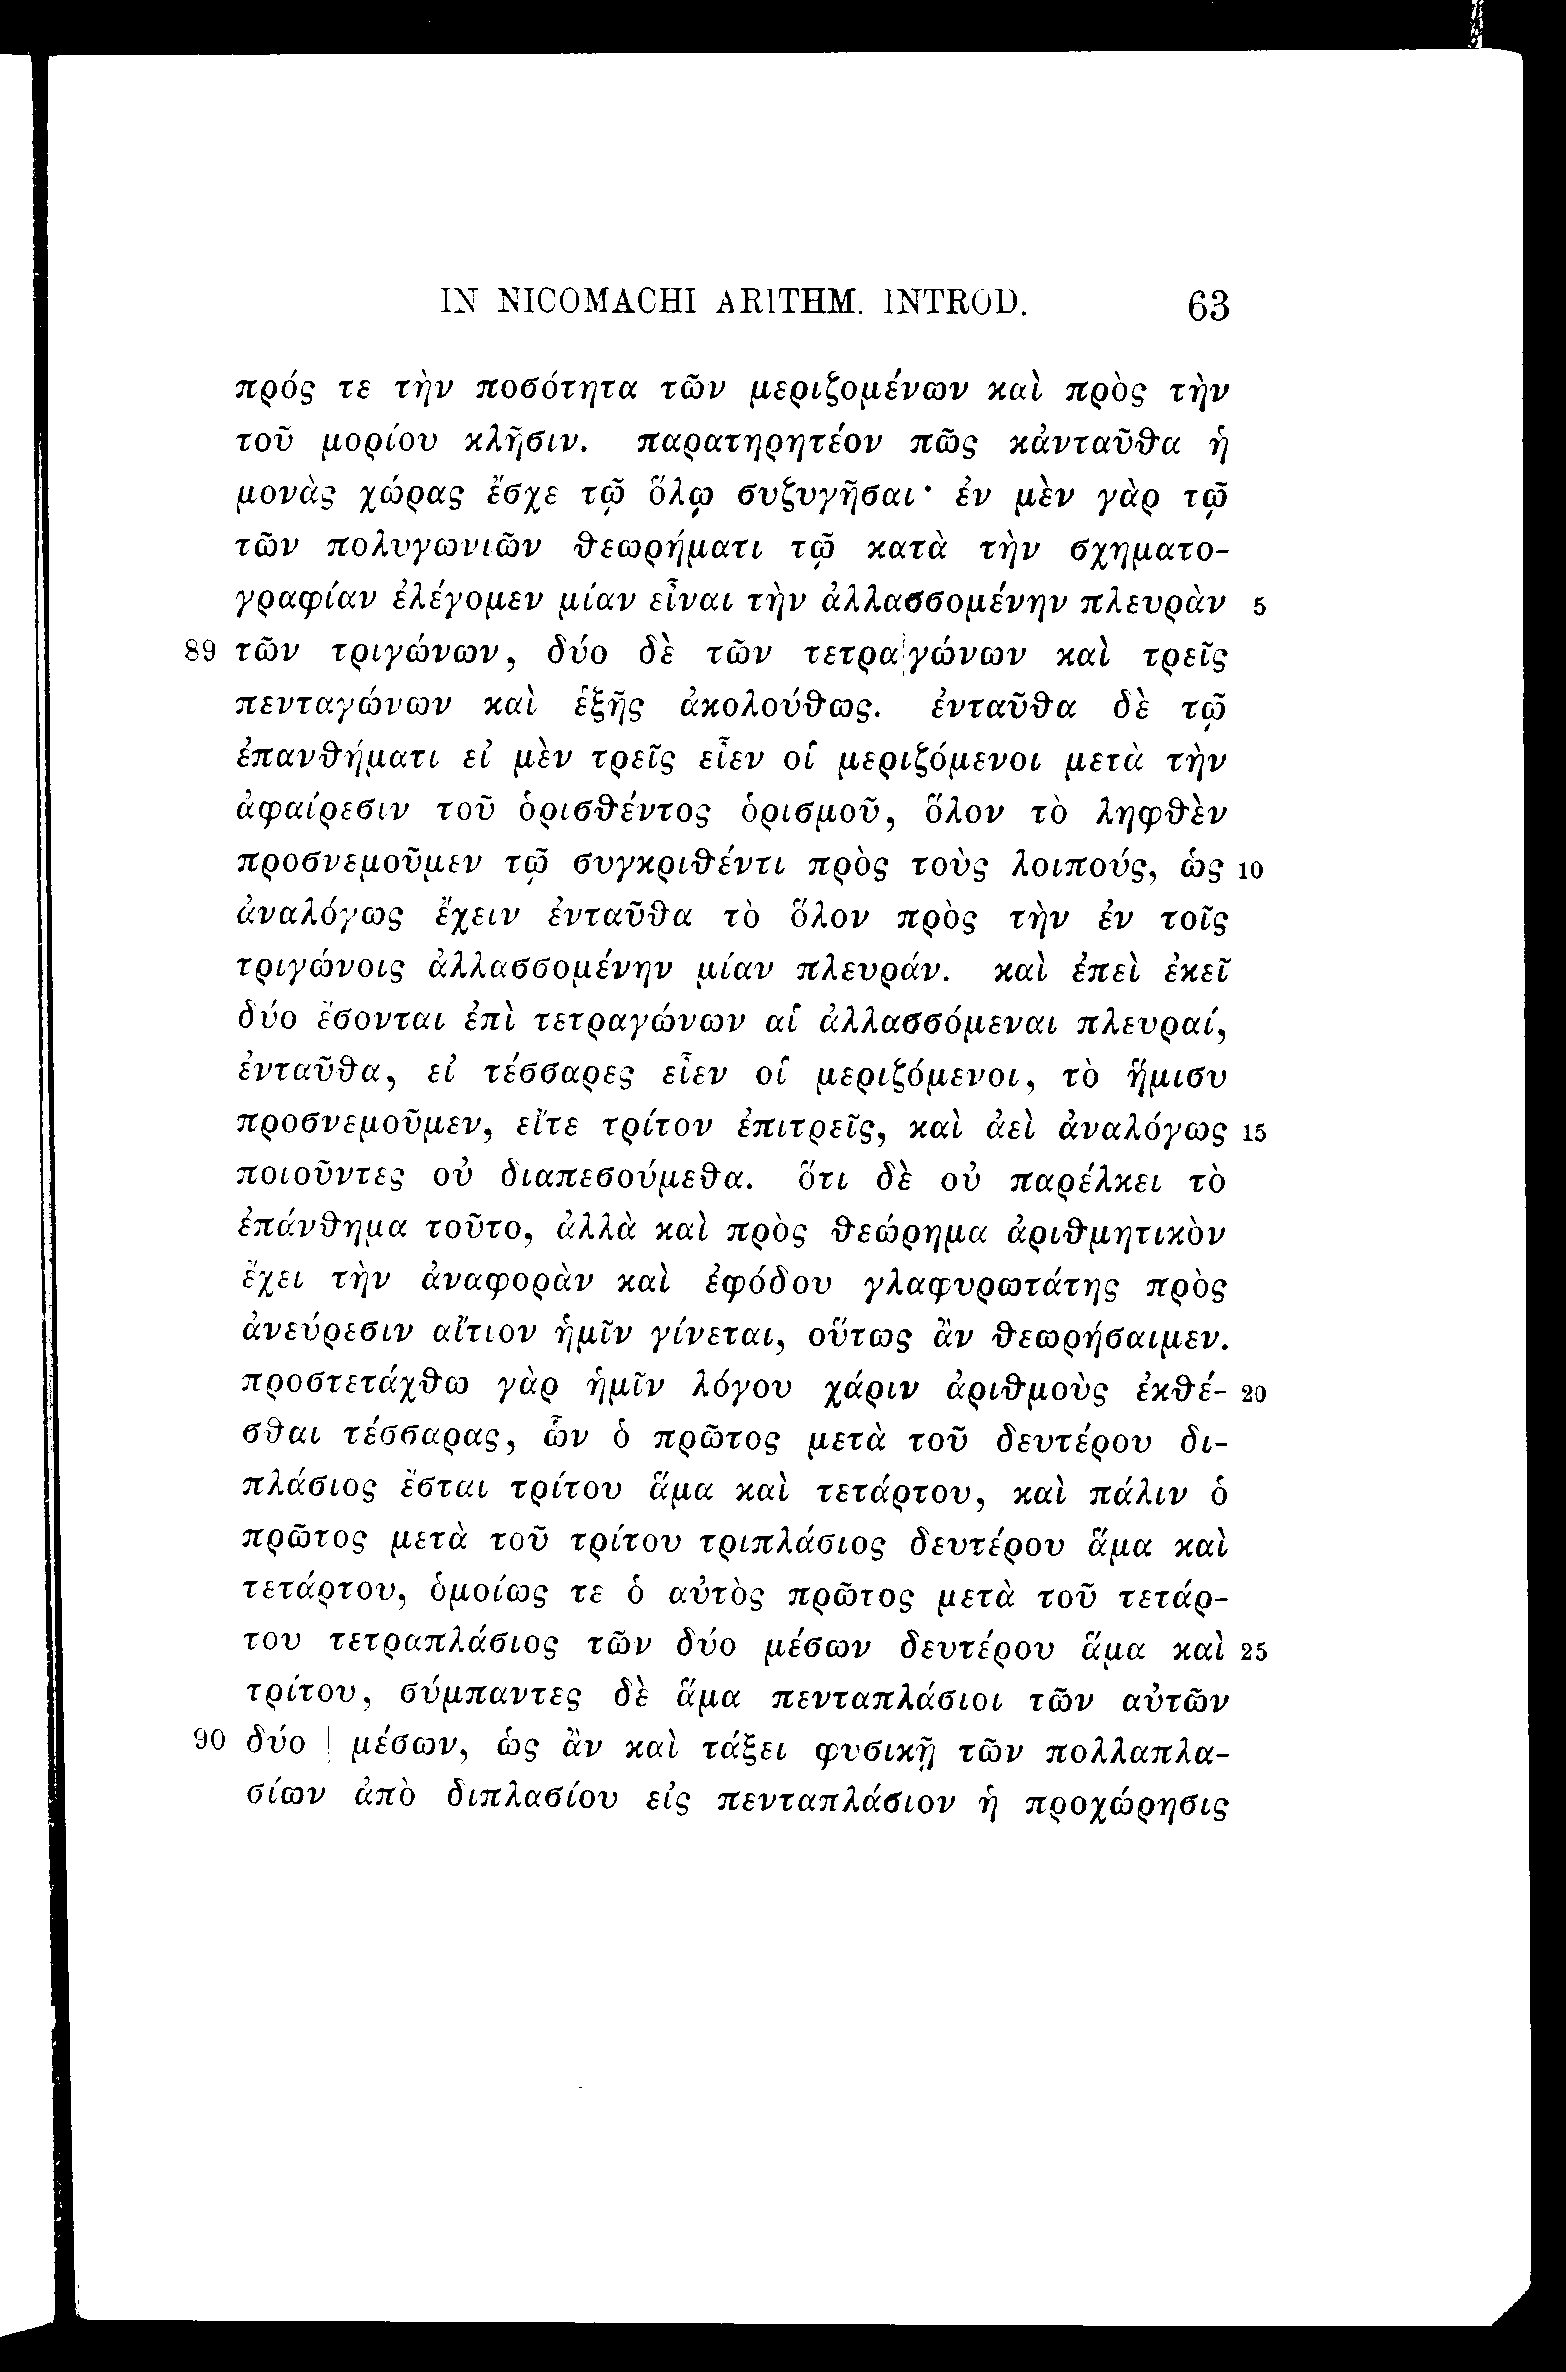 IN NICOMACHI ARITHM. INTROD. 63
πρός τε τὴν ποσότητα τῶν μεριζομένων καὶ πρὸς τὴν
τοῦ μορίου κλῆσιν. παρατηρητέον πῶς κἀνταῦθα ἡ
μονὰς χώρας ἔσχε τῷ ὅλῳ συζυγῆσαι· ἐν μὲν γὰρ τῷ
τῶν πολυγωνιῶν θεωρήματι τῷ κατὰ τὴν σχηματο-
γραφίαν ἐλέγομεν μίαν εἶναι τὴν ἀλλασσομένην πλευρὰν 5
89 τῶν τριγώνων, δύο δὲ τῶν τετρα|γώνων καὶ τρεῖς
πενταγώνων καὶ ἑξῆς ἀκολούθως. ἐνταῦθα δὲ τῷ
ἐπανθήματι εἰ μὲν τρεῖς εἶεν οἱ μεριζόμενοι μετὰ τὴν
ἀφαίρεσιν τοῦ ὁρισθέντος ὁρισμοῦ, ὅλον τὸ ληφθὲν
προσνεμοῦμεν τῷ συγκριθέντι πρὸς τοὺς λοιπούς, ὡς 10
ἀναλόγως ἔχειν ἐνταῦθα τὸ ὅλον πρὸς τὴν ἐν τοῖς
τριγώνοις ἀλλασσομένην μίαν πλευράν. καὶ ἐπεὶ ἐκεῖ
δύο ἔσονται ἐπὶ τετραγώνων αἱ ἀλλασσόμεναι πλευραί,
ἐνταῦθα, εἰ τέσσαρες εἶεν οἱ μεριζόμενοι, τὸ ἥμισυ
προσνεμοῦμεν, εἴτε τρίτον ἐπιτρεῖς, καὶ ἀεὶ ἀναλόγως 15
ποιοῦντες οὐ διαπεσούμεθα. ὅτι δὲ οὐ παρέλκει τὸ
ἐπάνθημα τοῦτο, ἀλλὰ καὶ πρὸς θεώρημα ἀριθμητικὸν
ἔχει τὴν ἀναφορὰν καὶ ἐφόδου γλαφυρωτάτης πρὸς
ἀνεύρεσιν αἴτιον ἡμῖν γίνεται, οὕτως ἂν θεωρήσαιμεν.
προστετάχθω γὰρ ἡμῖν λόγου χάριν ἀριθμοὺς ἐκθέ- 20
σθαι τέσσαρας, ὧν ὁ πρῶτος μετὰ τοῦ δευτέρου δι-
πλάσιος ἔσται τρίτου ἅμα καὶ τετάρτου, καὶ πάλιν ὁ
πρῶτος μετὰ τοῦ τρίτου τριπλάσιος δευτέρου ἅμα καὶ
τετάρτου, ὁμοίως τε ὁ αὐτὸς πρῶτος μετὰ τοῦ τετάρ-
του τετραπλάσιος τῶν δύο μέσων δευτέρου ἅμα καὶ 25
τρίτου, σύμπαντες δὲ ἅμα πενταπλάσιοι τῶν αὐτῶν
90 δύο | μέσων, ὡς ἂν καὶ τάξει φυσικῇ τῶν πολλαπλα-
σίων ἀπὸ διπλασίου εἰς πενταπλάσιον ἡ προχώρησις